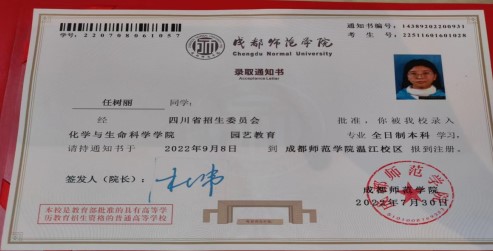 学号：220708061057
通知书编号：14389202200931
考生号：22511601601028
成都师范学院
Chengdu Normal University
录取通知书
Acceptance Letter
任树丽 同学：
经 四川省招生委员会 批准，你被我校录入
化学与生命科学学院 园艺教育 专业 全日制本科 学习，
请持通知书于 2022年9月8日 到 成都师范学院温江校区 报到注册。
签发人（院长）：
成都师范学院
2022年7月30日
本校是教育部批准的具有高等学
历教育招生资格的普通高等学校